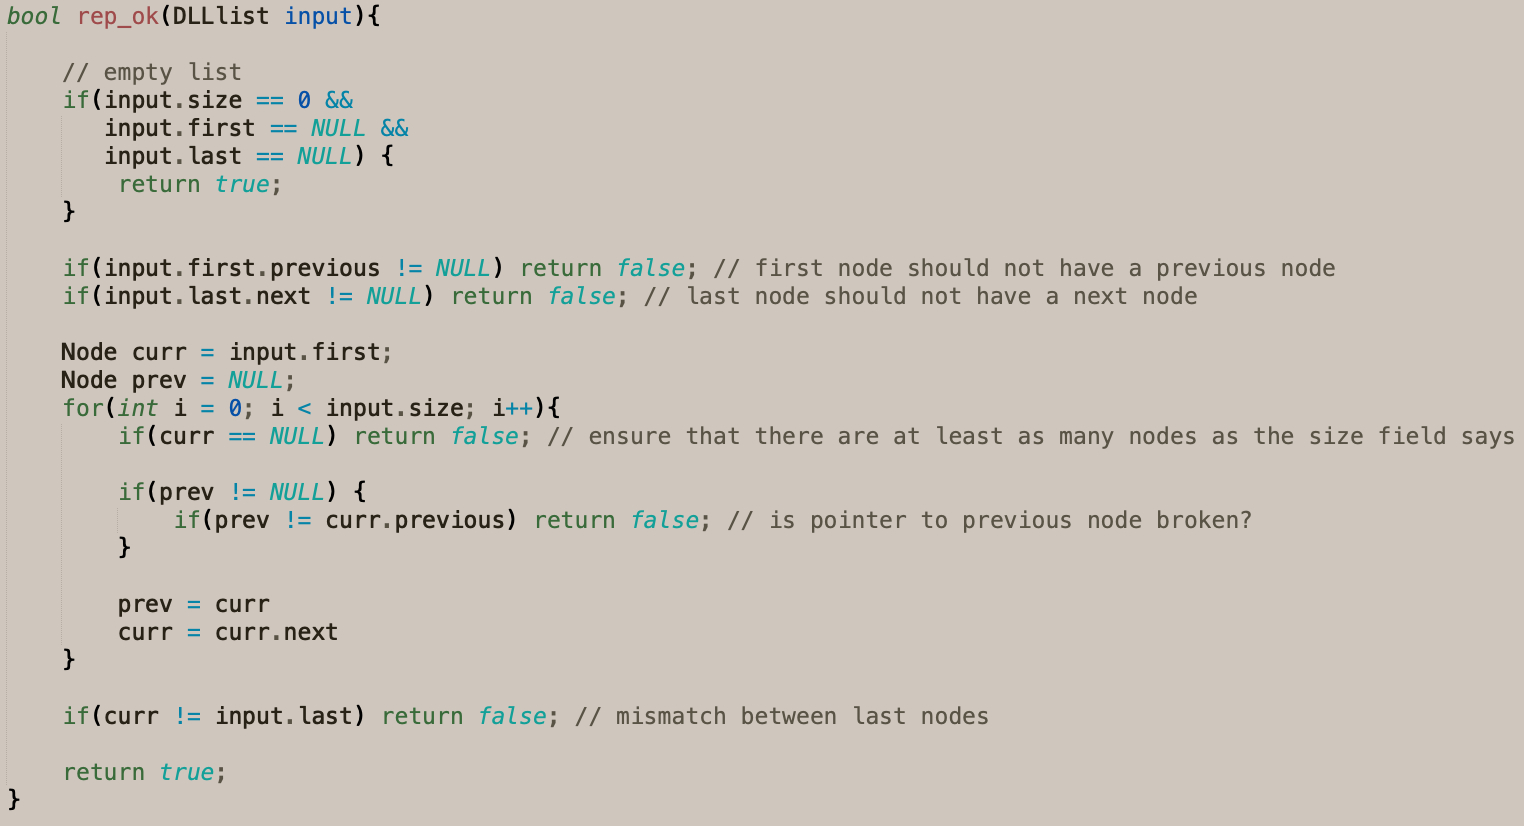 bool rep_ok(DLLlist input){
    // empty list
    if(input.size == 0 &&
       input.first == NULL &&
       input.last == NULL) {
        return true;
    }
    if(input.first.previous != NULL) return false; // first node should not have a previous node
    if(input.last.next != NULL) return false; // last node should not have a next node
    Node curr = input.first;
    Node prev = NULL;
    for(int i = 0; i < input.size; i++){
        if(curr == NULL) return false; // ensure that there are at least as many nodes as the size field says
        if(prev != NULL) {
            if(prev != curr.previous) return false; // is pointer to previous node broken?
        }
        prev = curr
        curr = curr.next
    }
    if(curr != input.last) return false; // mismatch between last nodes
    return true;
}